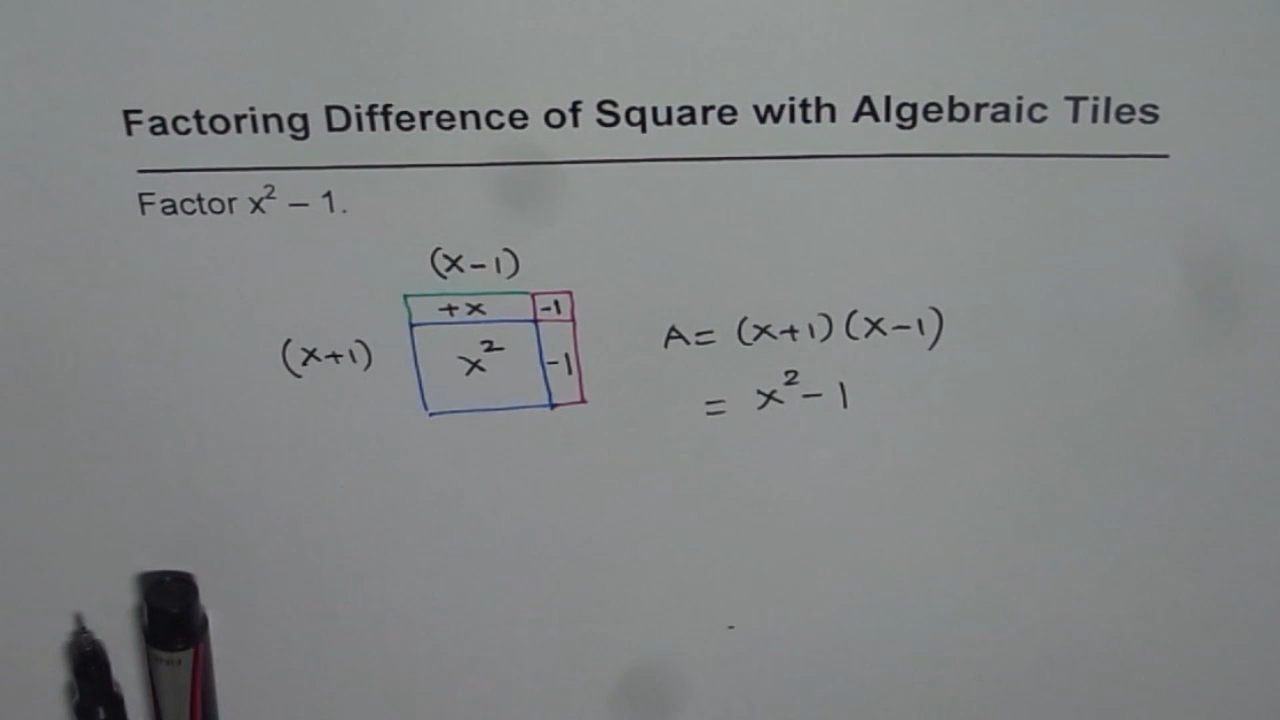 Factoring Difference of Square with Algebraic Tiles
Factor x² – 1.
(x-1)
+x -1
(x+1) x² -1
A= (x+1)(x-1)
= x²-1